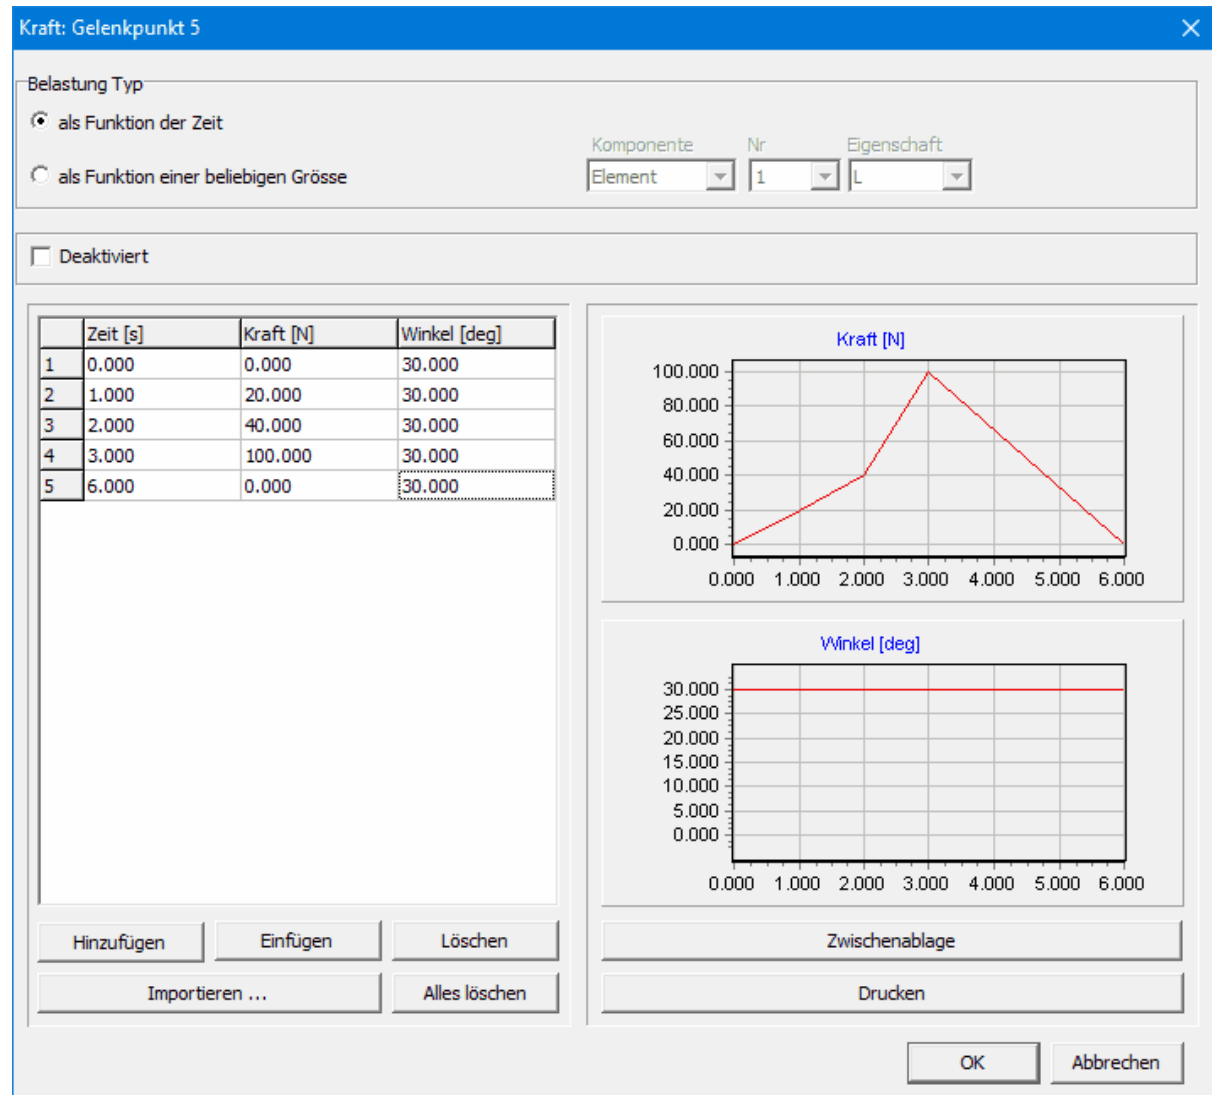 Kraft: Gelenkpunkt 5
Belastung Typ
als Funktion der Zeit
Komponente Nr Eigenschaft
als Funktion einer beliebigen Grösse
Element 1 L
Deaktiviert
Zeit [s] Kraft [N] Winkel [deg]
1 0.000 0.000 30.000
2 1.000 20.000 30.000
3 2.000 40.000 30.000
4 3.000 100.000 30.000
5 6.000 0.000 30.000
Kraft [N]
100.000
80.000
60.000
40.000
20.000
0.000
0.000 1.000 2.000 3.000 4.000 5.000 6.000
Winkel [deg]
30.000
25.000
20.000
15.000
10.000
5.000
0.000
0.000 1.000 2.000 3.000 4.000 5.000 6.000
Hinzufügen Einfügen Löschen
Importieren ... Alles löschen
Zwischenablage
Drucken
OK Abbrechen